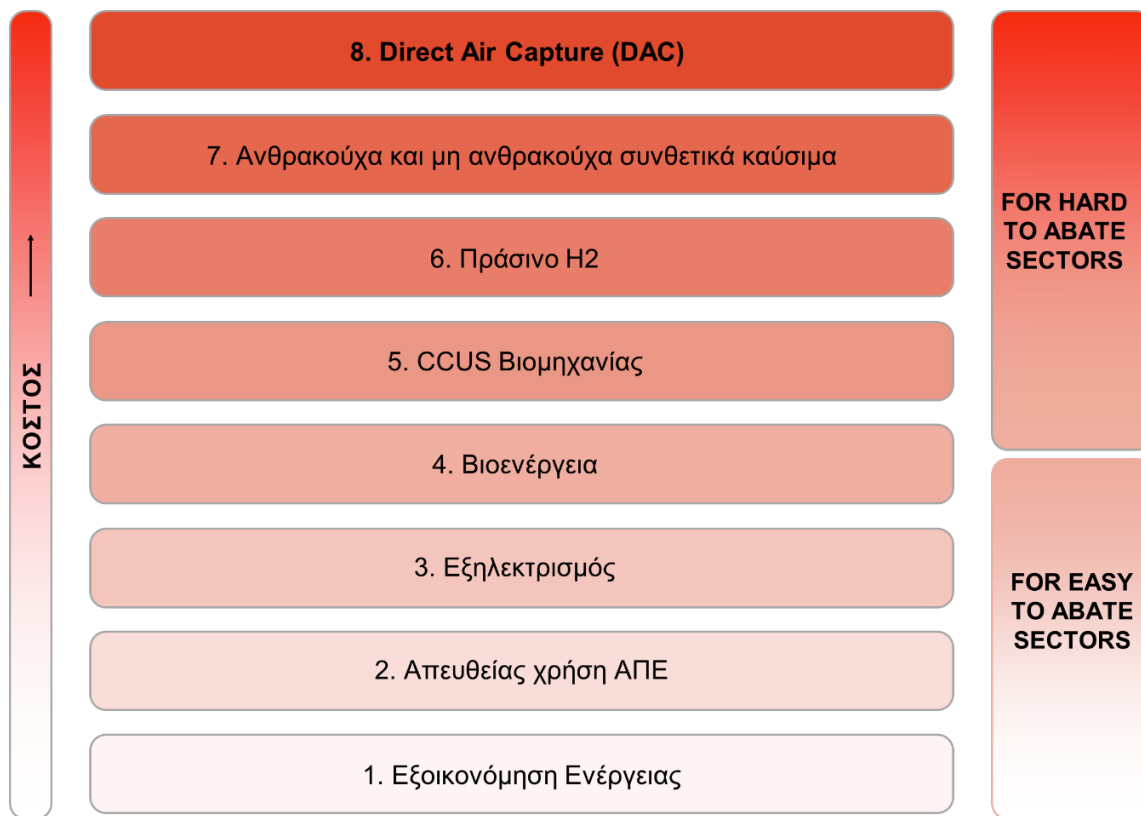 8. Direct Air Capture (DAC)
7. Ανθρακούχα και μη ανθρακούχα συνθετικά καύσιμα
6. Πράσινο H2
5. CCUS Βιομηχανίας
4. Βιοενέργεια
3. Εξηλεκτρισμός
2. Απευθείας χρήση ΑΠΕ
1. Εξοικονόμηση Ενέργειας
ΚΟΣΤΟΣ
FOR HARD
TO ABATE
SECTORS
FOR EASY
TO ABATE
SECTORS